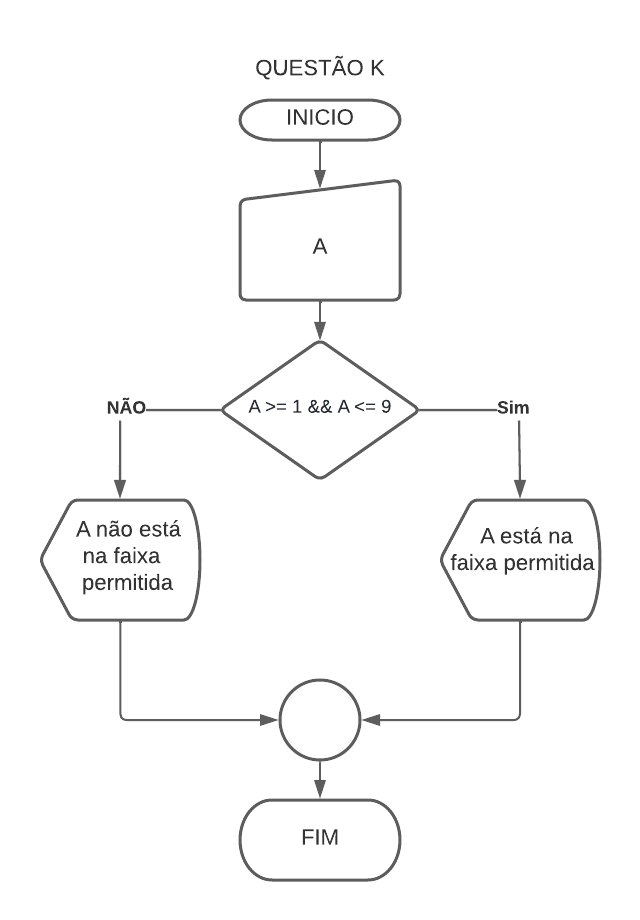 QUESTÃO K
INICIO
A
A >= 1 && A <= 9
NÃO
Sim
A não está
na faixa
permitida
A está na
faixa permitida
FIM